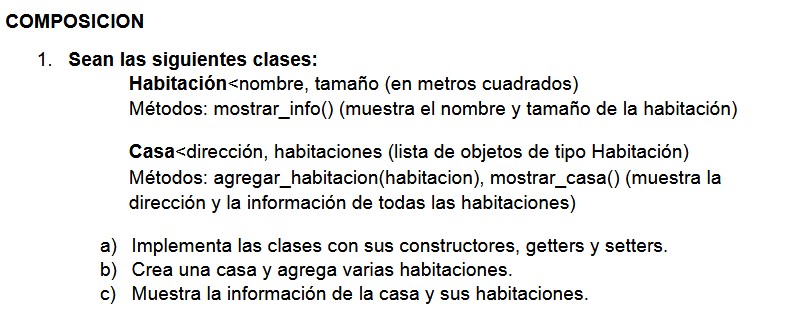 COMPOSICION
1. Sean las siguientes clases:
Habitación<nombre, tamaño (en metros cuadrados)
Métodos: mostrar_info() (muestra el nombre y tamaño de la habitación)
Casa<dirección, habitaciones (lista de objetos de tipo Habitación)
Métodos: agregar_habitacion(habitacion), mostrar_casa() (muestra la
dirección y la información de todas las habitaciones)
a) Implementa las clases con sus constructores, getters y setters.
b) Crea una casa y agrega varias habitaciones.
c) Muestra la información de la casa y sus habitaciones.